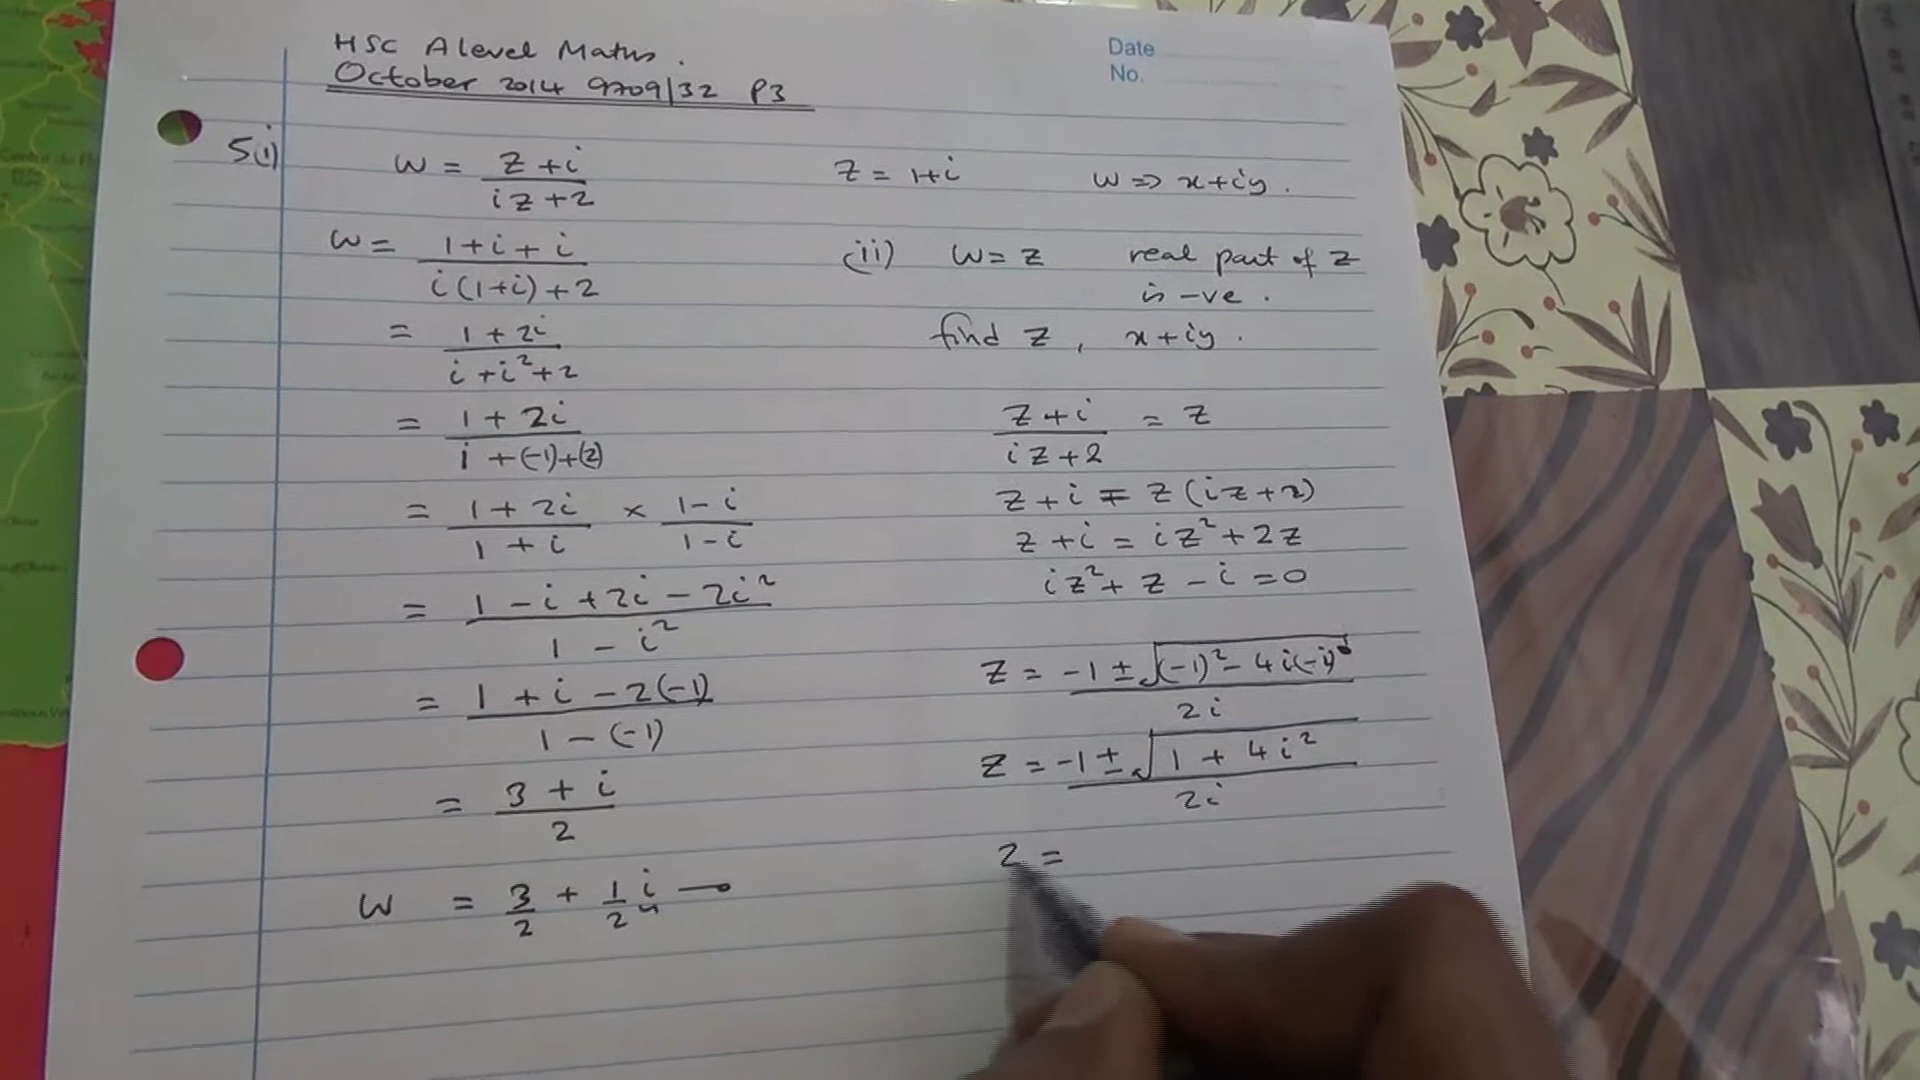 HSC A level Maths.
October 2014 9709/32 P3
Date
No.
5(i) w = (z + i)/(iz + 2)
z = 1+i
w => x+iy.
w = (1 + i + i)/(i(1+i) + 2)
= (1 + 2i)/(i + i² + 2)
= (1 + 2i)/(i + (-1)+(2))
= (1 + 2i)/(1 + i) × (1 - i)/(1 - i)
= (1 - i + 2i - 2i²)/(1 - i²)
= (1 + i - 2(-1))/(1 - (-1))
= (3 + i)/2
w = 3/2 + 1/2 i
(ii) w = z real part of z
is -ve.
find z, x + iy.
(z + i)/(iz + 2) = z
z + i = z(iz+2)
z + i = iz² + 2z
iz² + z - i = 0
z = (-1 ± √((-1)² - 4i(-i)))/(2i)
z = (-1 ± √(1 + 4i²))/(2i)
z =